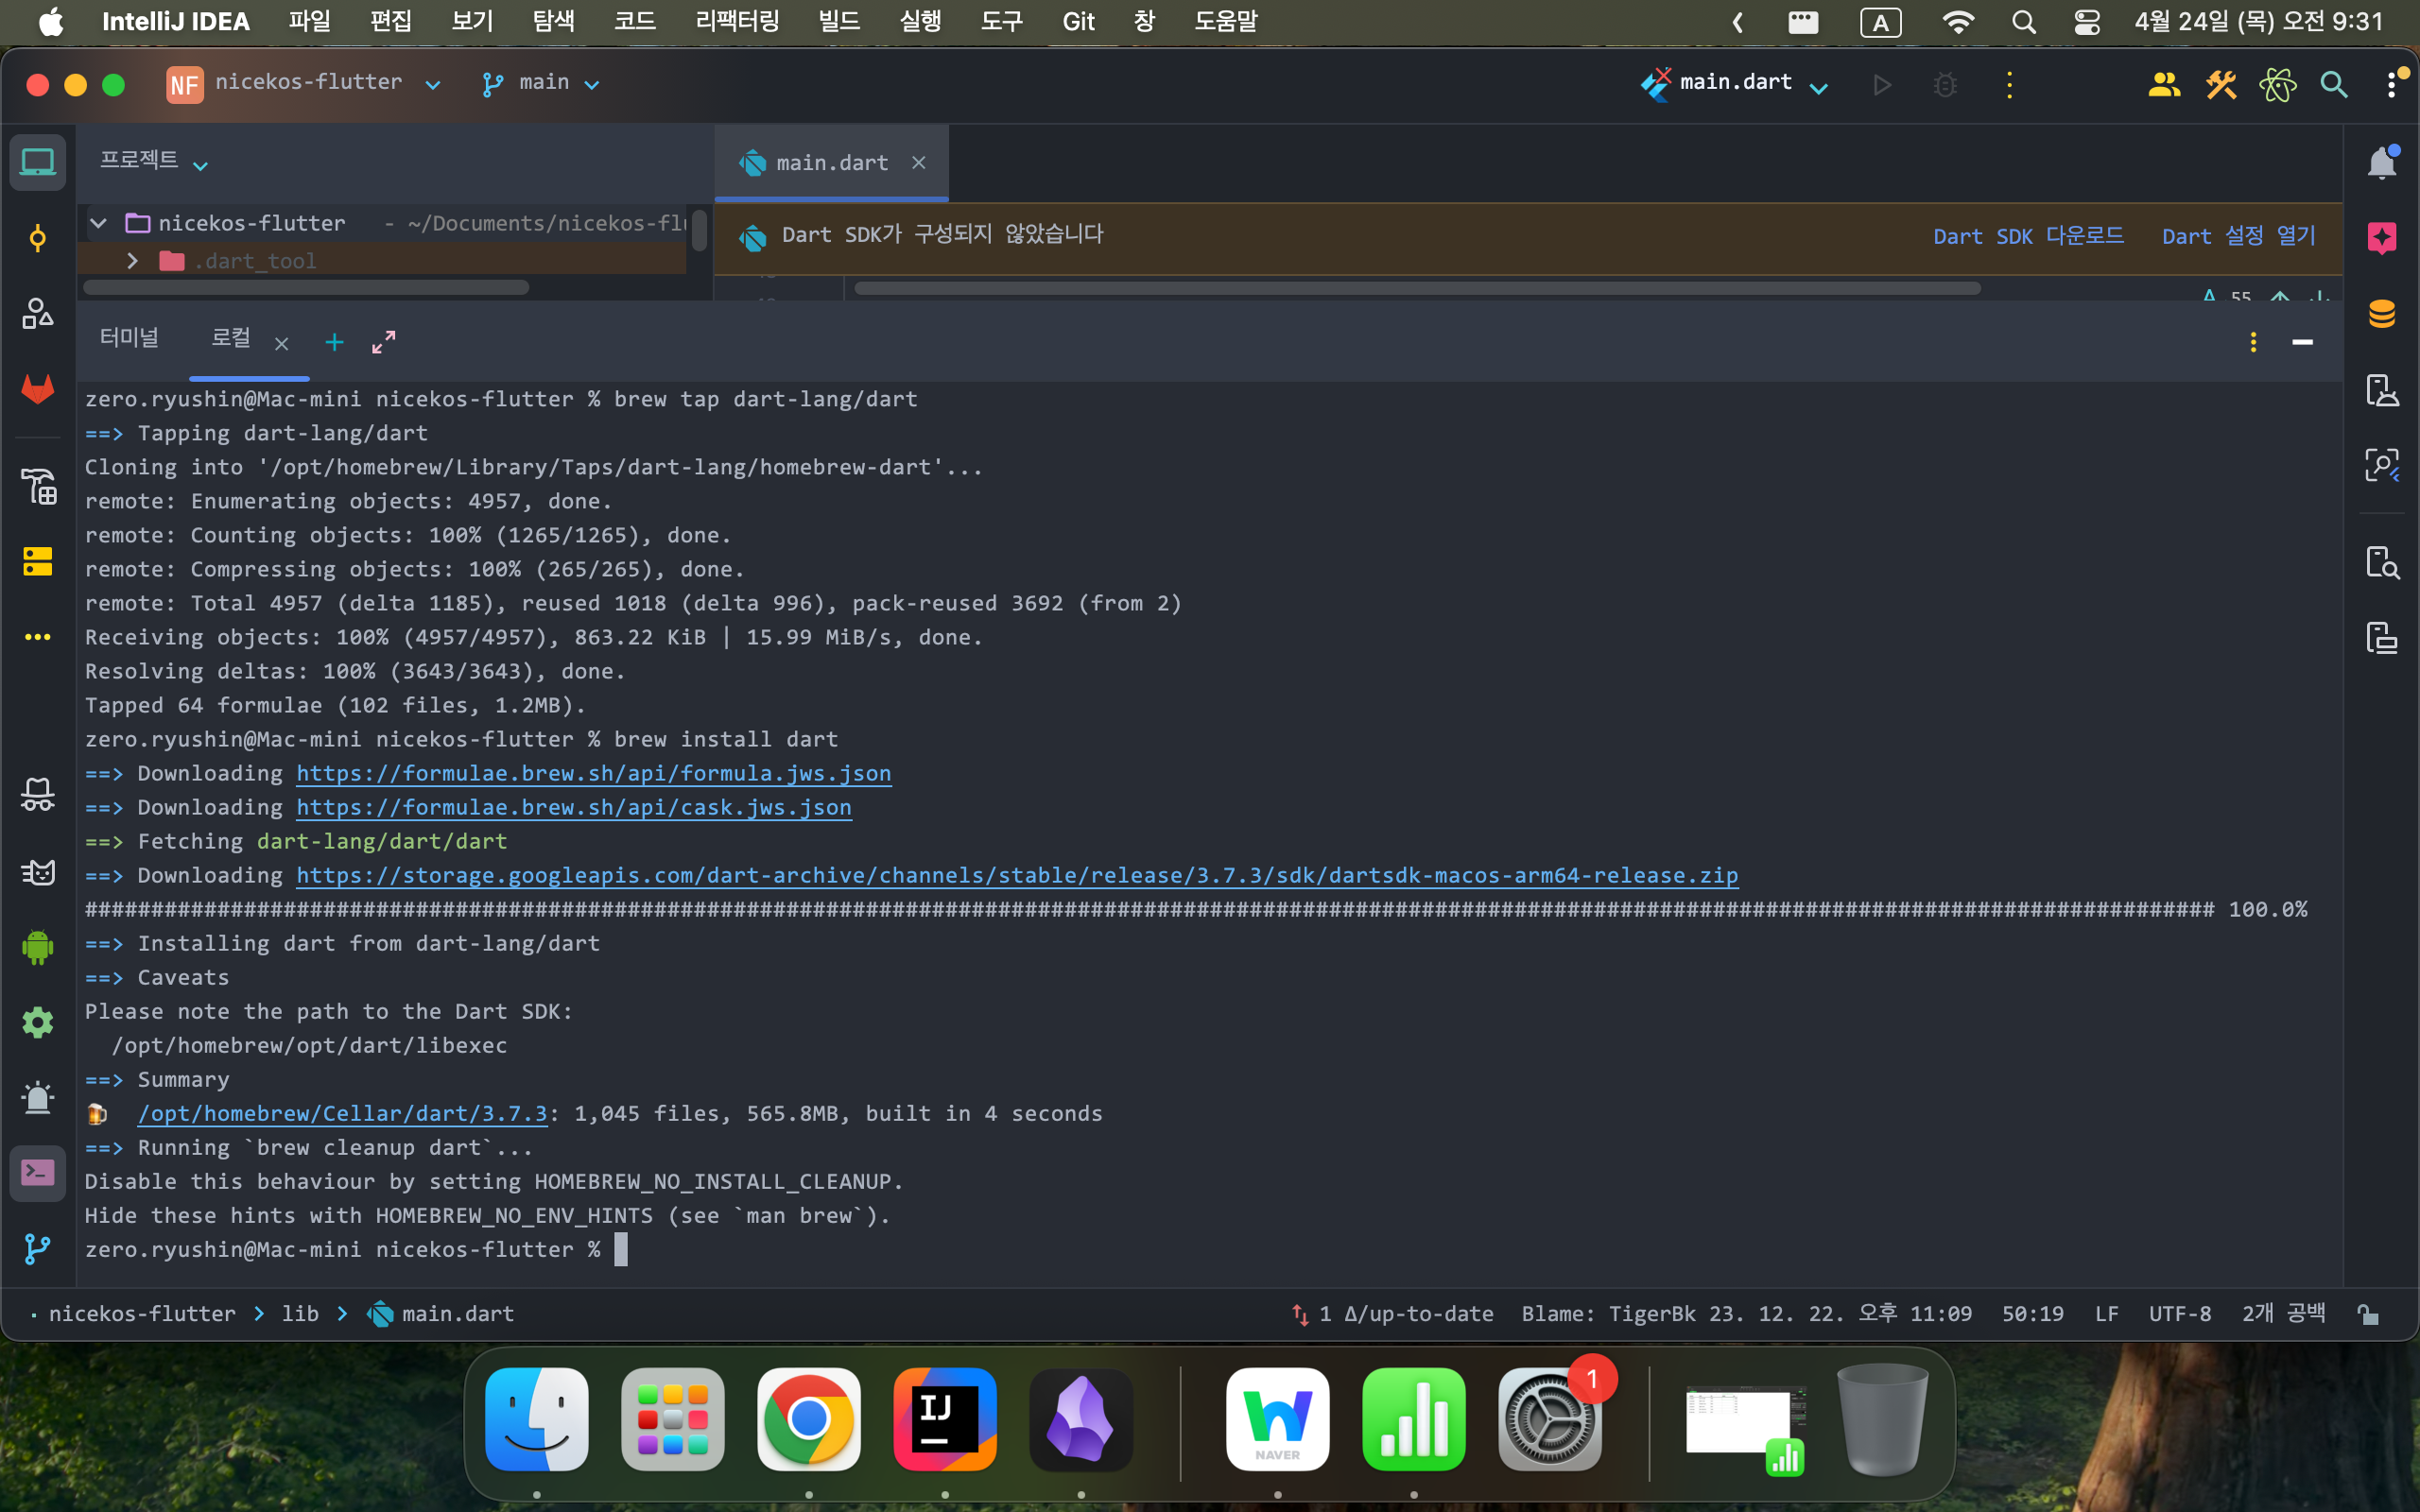 IntelliJ IDEA 파일 편집 보기 탐색 코드 리팩터링 빌드 실행 도구 Git 창 도움말 A 4월 24일 (목) 오전 9:31
NF nicekos-flutter main main.dart
프로젝트
main.dart
nicekos-flutter - ~/Documents/nicekos-flu
Dart SDK가 구성되지 않았습니다 Dart SDK 다운로드 Dart 설정 열기
.dart_tool
55
터미널 로컬
zero.ryushin@Mac-mini nicekos-flutter % brew tap dart-lang/dart
==> Tapping dart-lang/dart
Cloning into '/opt/homebrew/Library/Taps/dart-lang/homebrew-dart'...
remote: Enumerating objects: 4957, done.
remote: Counting objects: 100% (1265/1265), done.
remote: Compressing objects: 100% (265/265), done.
remote: Total 4957 (delta 1185), reused 1018 (delta 996), pack-reused 3692 (from 2)
Receiving objects: 100% (4957/4957), 863.22 KiB | 15.99 MiB/s, done.
Resolving deltas: 100% (3643/3643), done.
Tapped 64 formulae (102 files, 1.2MB).
zero.ryushin@Mac-mini nicekos-flutter % brew install dart
==> Downloading https://formulae.brew.sh/api/formula.jws.json
==> Downloading https://formulae.brew.sh/api/cask.jws.json
==> Fetching dart-lang/dart/dart
==> Downloading https://storage.googleapis.com/dart-archive/channels/stable/release/3.7.3/sdk/dartsdk-macos-arm64-release.zip
################################################################################################################################################################# 100.0%
==> Installing dart from dart-lang/dart
==> Caveats
Please note the path to the Dart SDK:
  /opt/homebrew/opt/dart/libexec
==> Summary
🍺  /opt/homebrew/Cellar/dart/3.7.3: 1,045 files, 565.8MB, built in 4 seconds
==> Running `brew cleanup dart`...
Disable this behaviour by setting HOMEBREW_NO_INSTALL_CLEANUP.
Hide these hints with HOMEBREW_NO_ENV_HINTS (see `man brew`).
zero.ryushin@Mac-mini nicekos-flutter %
nicekos-flutter > lib > main.dart 1 Δ/up-to-date Blame: TigerBk 23. 12. 22. 오후 11:09 50:19 LF UTF-8 2개 공백
IJ NAVER 1